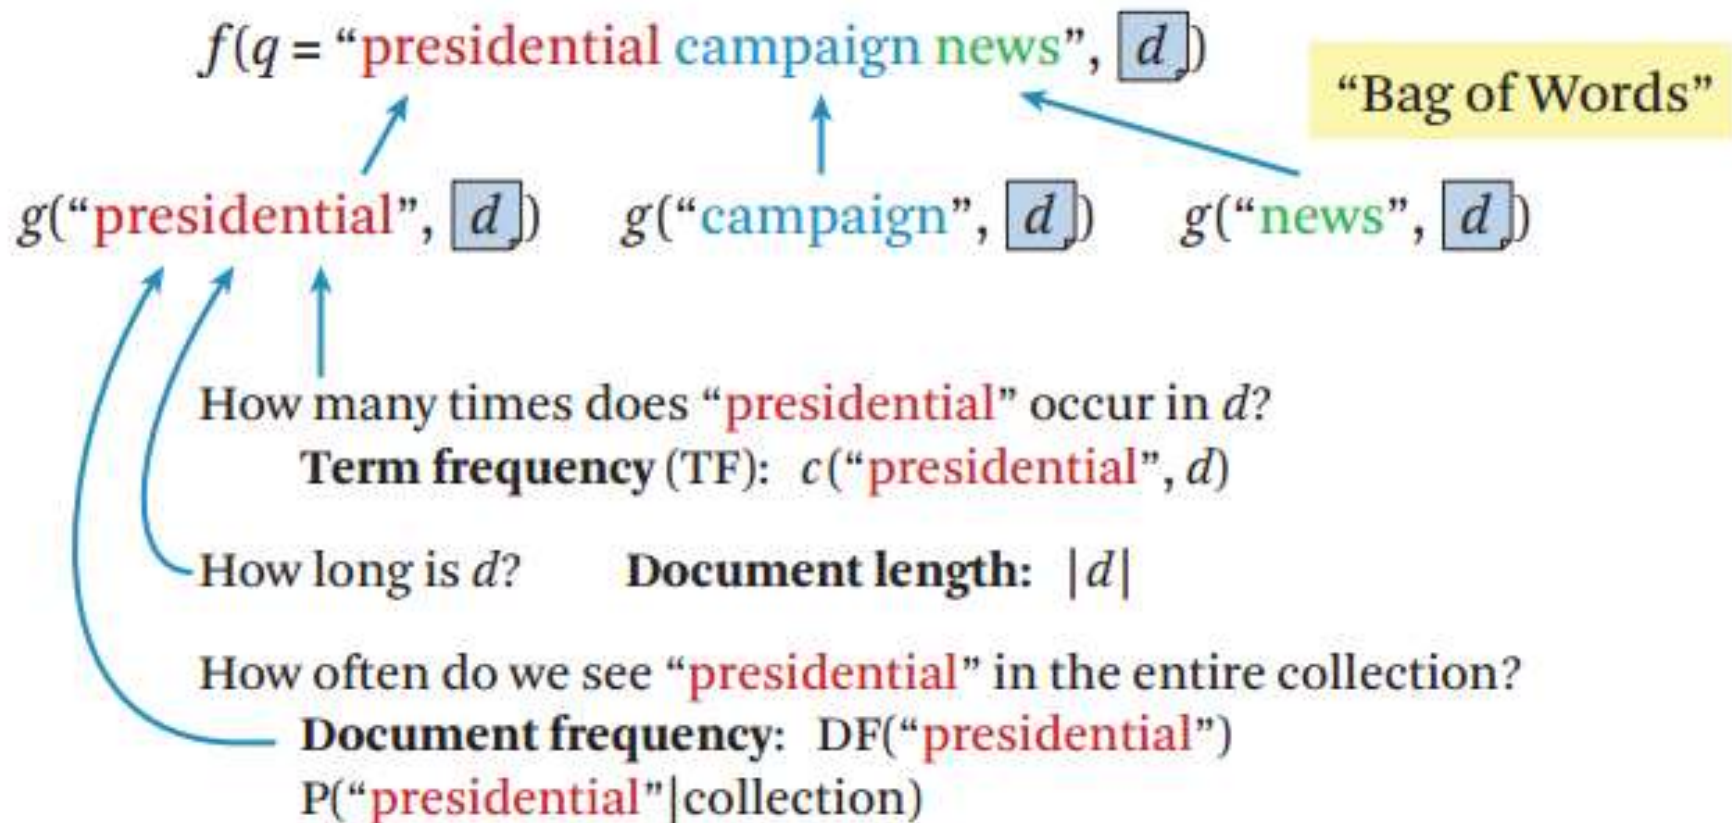 f(q = “presidential campaign news”, d)
“Bag of Words”
g(“presidential”, d) g(“campaign”, d) g(“news”, d)
How many times does “presidential” occur in d?
Term frequency (TF): c(“presidential”, d)
How long is d? Document length: |d|
How often do we see “presidential” in the entire collection?
Document frequency: DF(“presidential”)
P(“presidential”|collection)